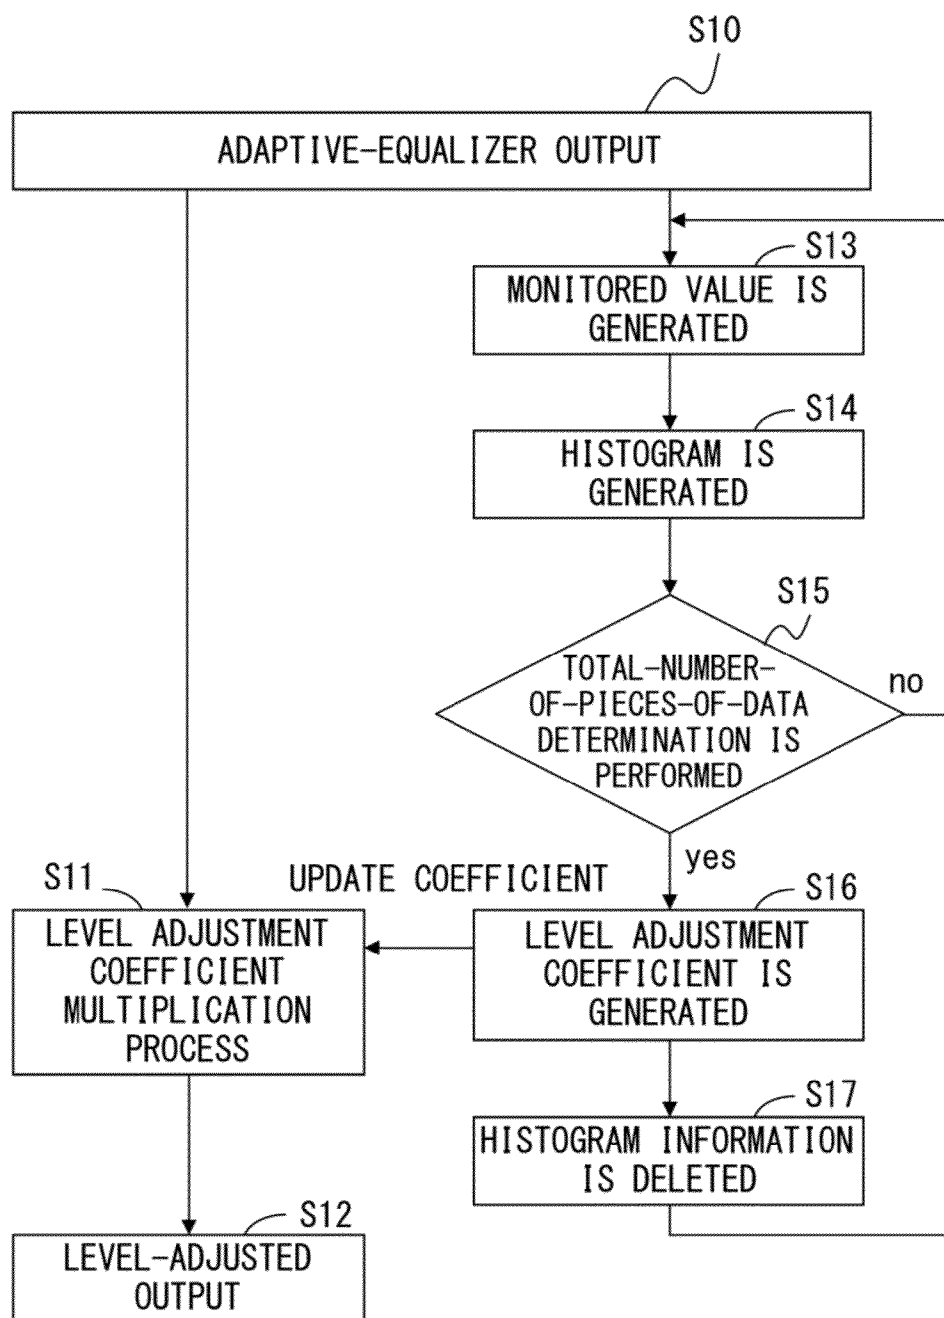 S10
ADAPTIVE-EQUALIZER OUTPUT
S13
MONITORED VALUE IS
GENERATED
S14
HISTOGRAM IS
GENERATED
S15
TOTAL-NUMBER-
OF-PIECES-OF-DATA
DETERMINATION IS
PERFORMED
no
yes
UPDATE COEFFICIENT
S11
LEVEL ADJUSTMENT
COEFFICIENT
MULTIPLICATION
PROCESS
S16
LEVEL ADJUSTMENT
COEFFICIENT IS
GENERATED
S17
HISTOGRAM INFORMATION
IS DELETED
S12
LEVEL-ADJUSTED
OUTPUT